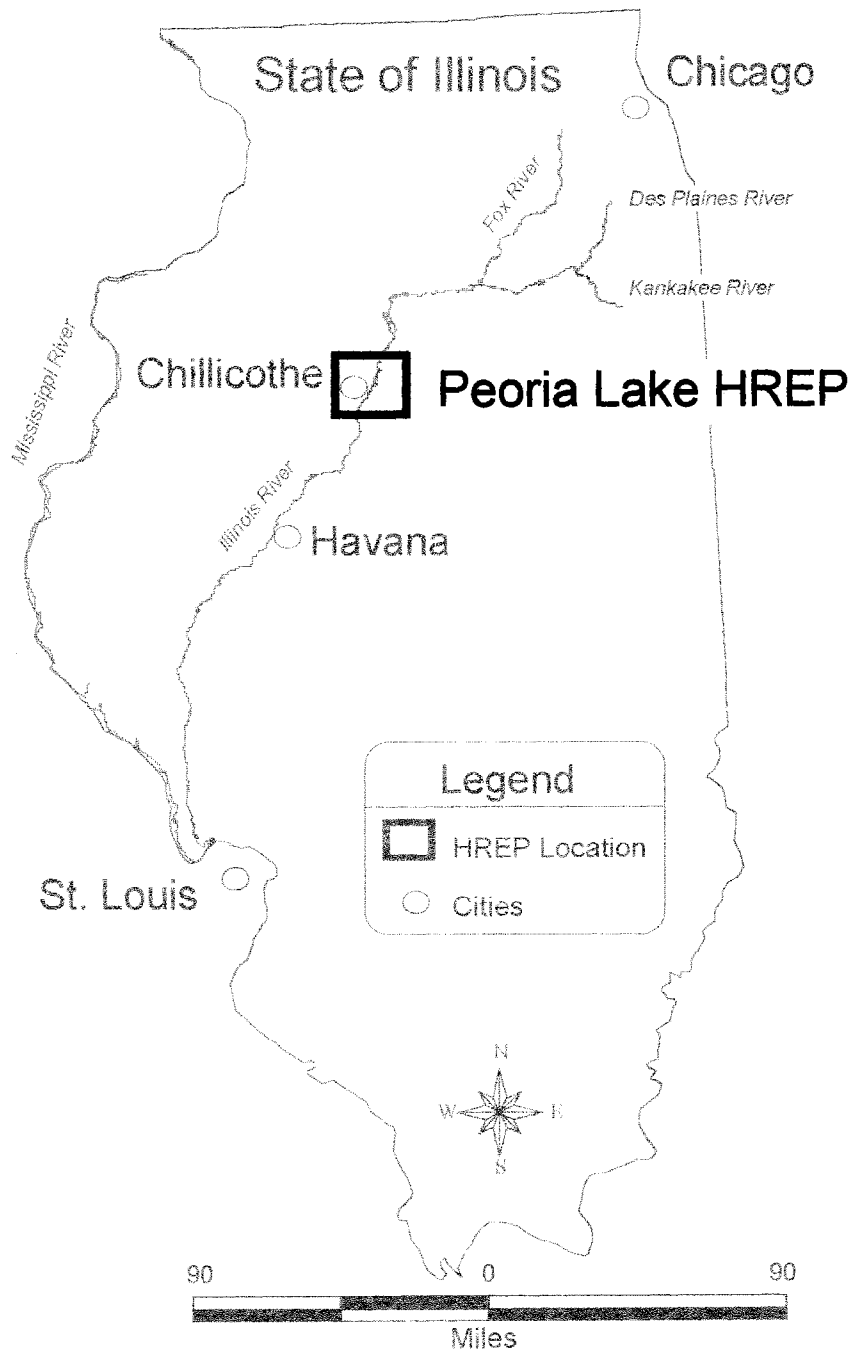 State of Illinois
Chicago
Fox River
Des Plaines River
Kankakee River
Mississippi River
Chillicothe
Peoria Lake HREP
Illinois River
Havana
Legend
HREP Location
Cities
St. Louis
N
W E
S
90 0 90
Miles